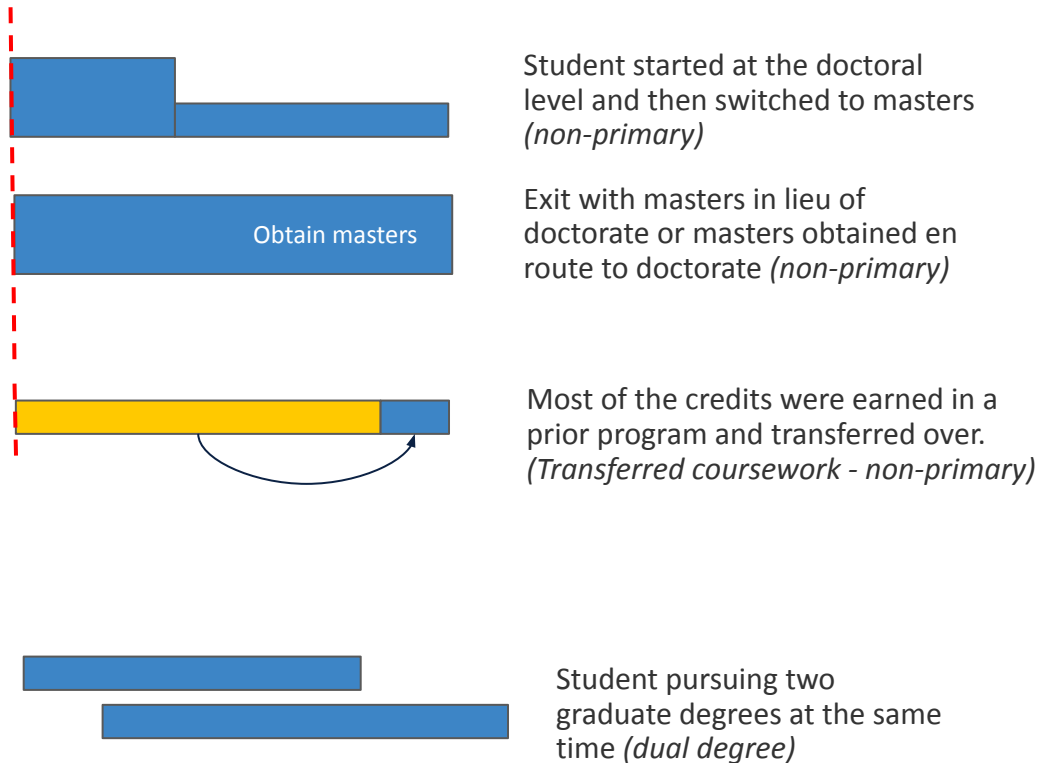 Student started at the doctoral
level and then switched to masters
(non-primary)
Obtain masters
Exit with masters in lieu of
doctorate or masters obtained en
route to doctorate (non-primary)
Most of the credits were earned in a
prior program and transferred over.
(Transferred coursework - non-primary)
Student pursuing two
graduate degrees at the same
time (dual degree)